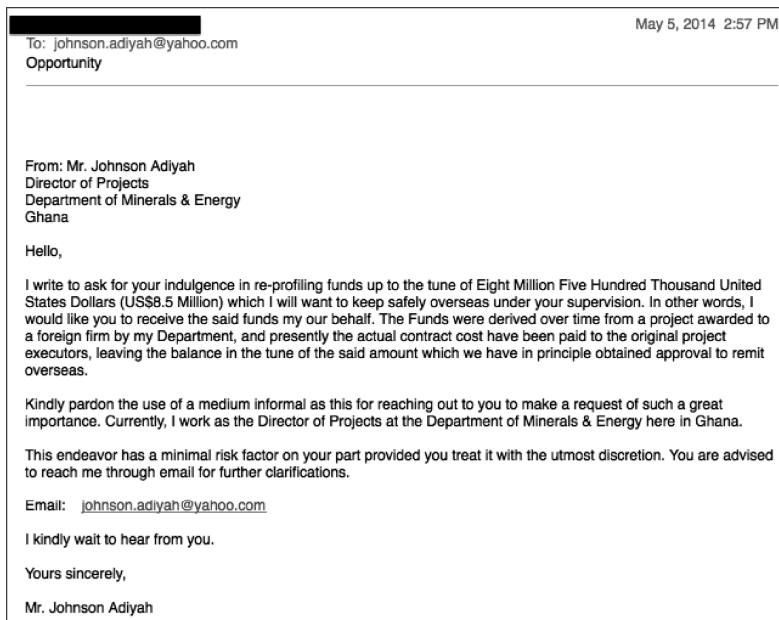 May 5, 2014 2:57 PM
To: johnson.adiyah@yahoo.com
Opportunity
From: Mr. Johnson Adiyah
Director of Projects
Department of Minerals & Energy
Ghana
Hello,
I write to ask for your indulgence in re-profiling funds up to the tune of Eight Million Five Hundred Thousand United
States Dollars (US$8.5 Million) which I will want to keep safely overseas under your supervision. In other words, I
would like you to receive the said funds my our behalf. The Funds were derived over time from a project awarded to
a foreign firm by my Department, and presently the actual contract cost have been paid to the original project
executors, leaving the balance in the tune of the said amount which we have in principle obtained approval to remit
overseas.
Kindly pardon the use of a medium informal as this for reaching out to you to make a request of such a great
importance. Currently, I work as the Director of Projects at the Department of Minerals & Energy here in Ghana.
This endeavor has a minimal risk factor on your part provided you treat it with the utmost discretion. You are advised
to reach me through email for further clarifications.
Email: johnson.adiyah@yahoo.com
I kindly wait to hear from you.
Yours sincerely,
Mr. Johnson Adiyah